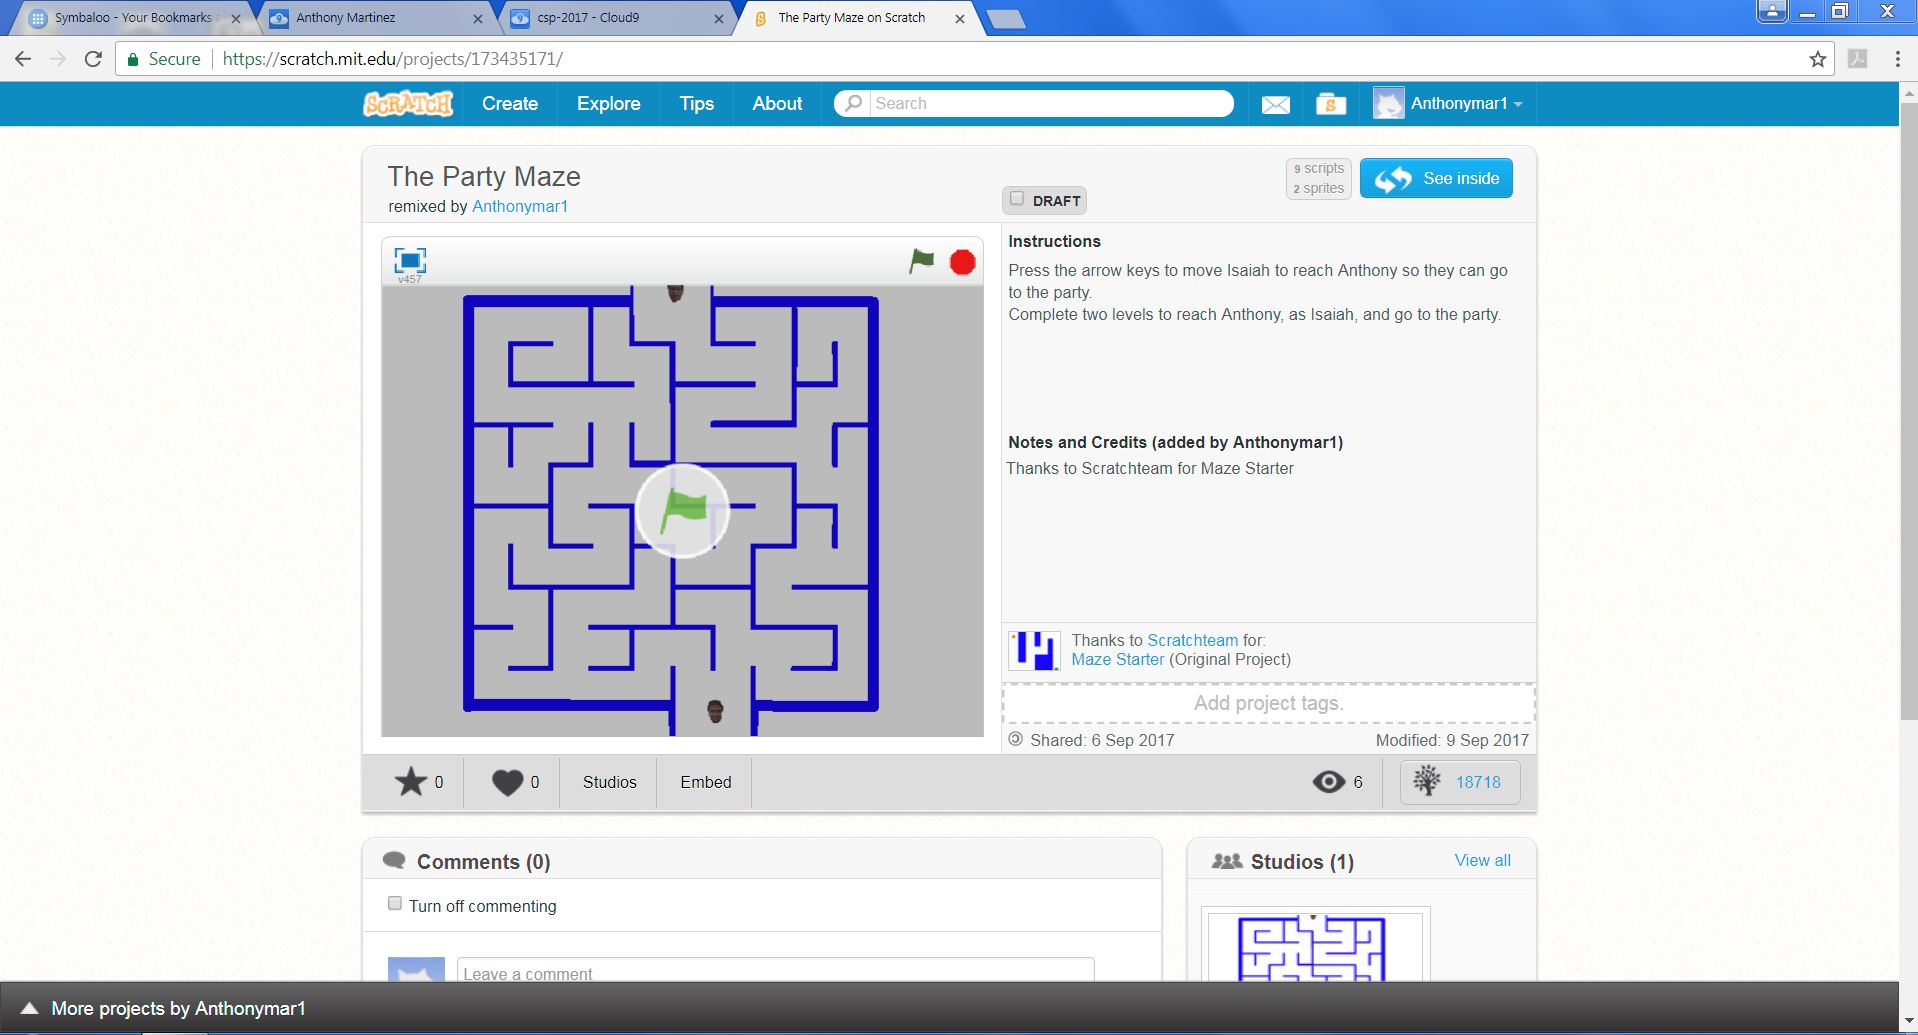 Symbaloo - Your Bookmarks
Anthony Martinez
csp-2017 - Cloud9
The Party Maze on Scratch
Secure https://scratch.mit.edu/projects/173435171/
SCRATCH Create Explore Tips About Search Anthonymar1
The Party Maze
remixed by Anthonymar1
DRAFT
9 scripts
2 sprites
See inside
v457
Instructions
Press the arrow keys to move Isaiah to reach Anthony so they can go
to the party.
Complete two levels to reach Anthony, as Isaiah, and go to the party.
Notes and Credits (added by Anthonymar1)
Thanks to Scratchteam for Maze Starter
Thanks to Scratchteam for:
Maze Starter (Original Project)
Add project tags.
Shared: 6 Sep 2017 Modified: 9 Sep 2017
0 0 Studios Embed 6 18718
Comments (0)
Turn off commenting
Leave a comment
Studios (1) View all
More projects by Anthonymar1